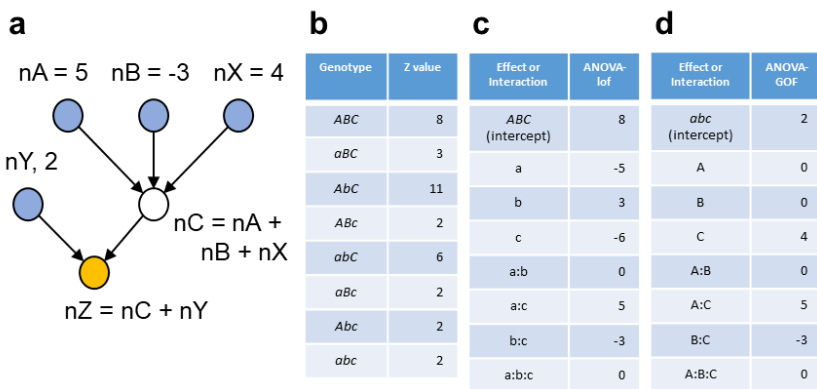 a
nA = 5 nB = -3 nX = 4
nY, 2
nC = nA +
nB + nX
nZ = nC + nY
b
Genotype Z value
ABC 8
aBC 3
AbC 11
ABc 2
abC 6
aBc 2
Abc 2
abc 2
c
Effect or ANOVA-
Interaction lof
ABC 8
(intercept)
a -5
b 3
c -6
a:b 0
a:c 5
b:c -3
a:b:c 0
d
Effect or ANOVA-
Interaction GOF
abc 2
(intercept)
A 0
B 0
C 4
A:B 0
A:C 5
B:C -3
A:B:C 0